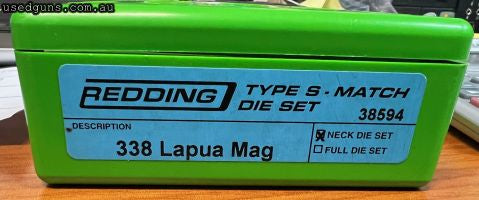 usedguns.com.au
REDDING TYPE S - MATCH
DIE SET
38594
DESCRIPTION
338 Lapua Mag
☒ NECK DIE SET
☐ FULL DIE SET